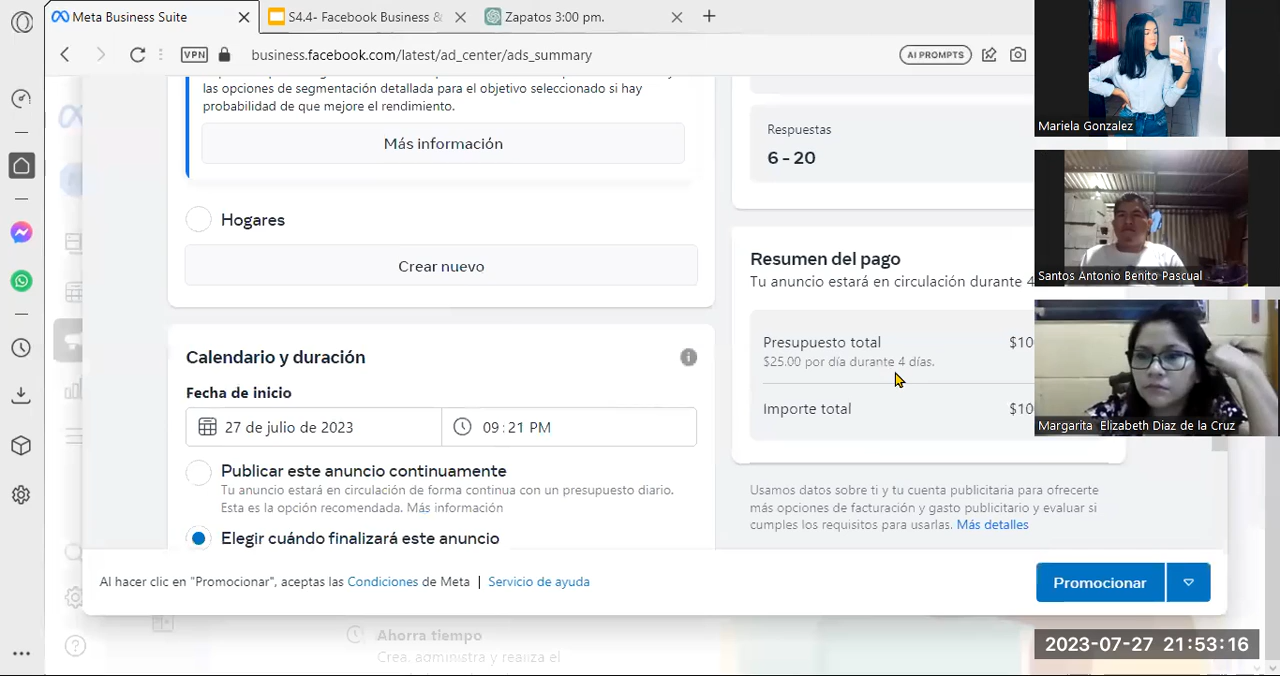 Meta Business Suite
S4.4- Facebook Business &
Zapatos 3:00 pm.
VPN
business.facebook.com/latest/ad_center/ads_summary
AI PROMPTS
las opciones de segmentación detallada para el objetivo seleccionado si hay
probabilidad de que mejore el rendimiento.
Más información
Hogares
Crear nuevo
Calendario y duración
Fecha de inicio
27 de julio de 2023
09:21 PM
Publicar este anuncio continuamente
Tu anuncio estará en circulación de forma continua con un presupuesto diario.
Esta es la opción recomendada. Más información
Elegir cuándo finalizará este anuncio
Respuestas
6 - 20
Resumen del pago
Tu anuncio estará en circulación durante 4
Presupuesto total
$10
$25.00 por día durante 4 días.
Importe total
$10
Usamos datos sobre ti y tu cuenta publicitaria para ofrecerte
más opciones de facturación y gasto publicitario y evaluar si
cumples los requisitos para usarlas. Más detalles
Al hacer clic en "Promocionar", aceptas las Condiciones de Meta | Servicio de ayuda
Promocionar
Ahorra tiempo
Crea, administra y realiza el
Mariela Gonzalez
Santos Antonio Benito Pascual
Margarita Elizabeth Diaz de la Cruz
2023-07-27 21:53:16